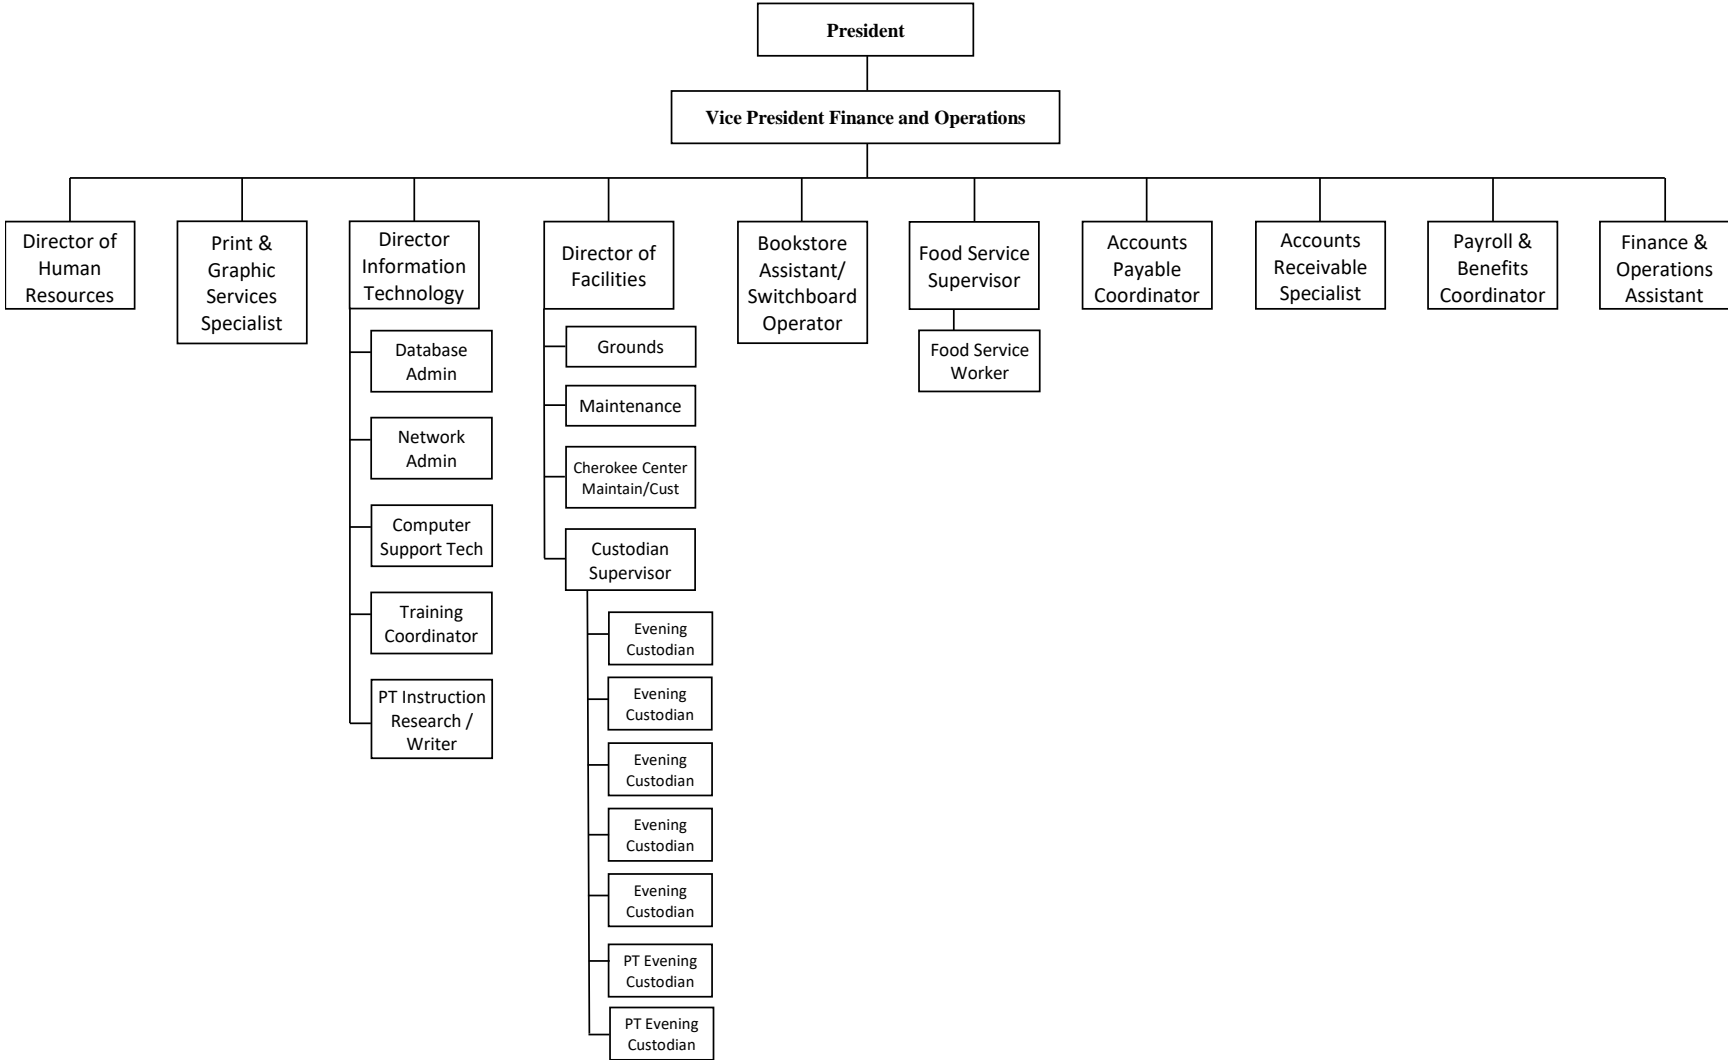 President
Vice President Finance and Operations
Director of
Human
Resources
Print &
Graphic
Services
Specialist
Director
Information
Technology
Director of
Facilities
Bookstore
Assistant/
Switchboard
Operator
Food Service
Supervisor
Accounts
Payable
Coordinator
Accounts
Receivable
Specialist
Payroll &
Benefits
Coordinator
Finance &
Operations
Assistant
Database
Admin
Network
Admin
Computer
Support Tech
Training
Coordinator
PT Instruction
Research /
Writer
Grounds
Maintenance
Cherokee Center
Maintain/Cust
Custodian
Supervisor
Evening
Custodian
Evening
Custodian
Evening
Custodian
Evening
Custodian
Evening
Custodian
PT Evening
Custodian
PT Evening
Custodian
Food Service
Worker